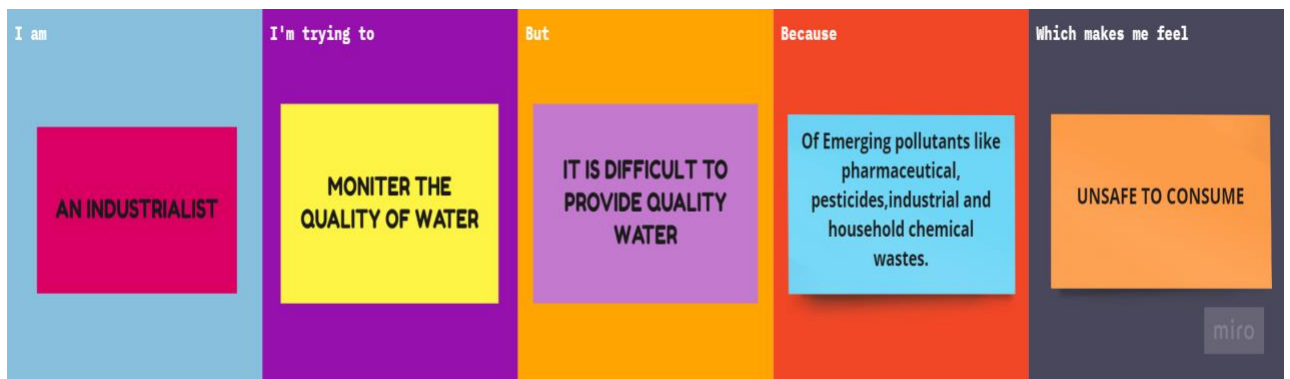 I am
AN INDUSTRIALIST
I'm trying to
MONITER THE
QUALITY OF WATER
But
IT IS DIFFICULT TO
PROVIDE QUALITY
WATER
Because
Of Emerging pollutants like
pharmaceutical,
pesticides,industrial and
household chemical
wastes.
Which makes me feel
UNSAFE TO CONSUME
miro